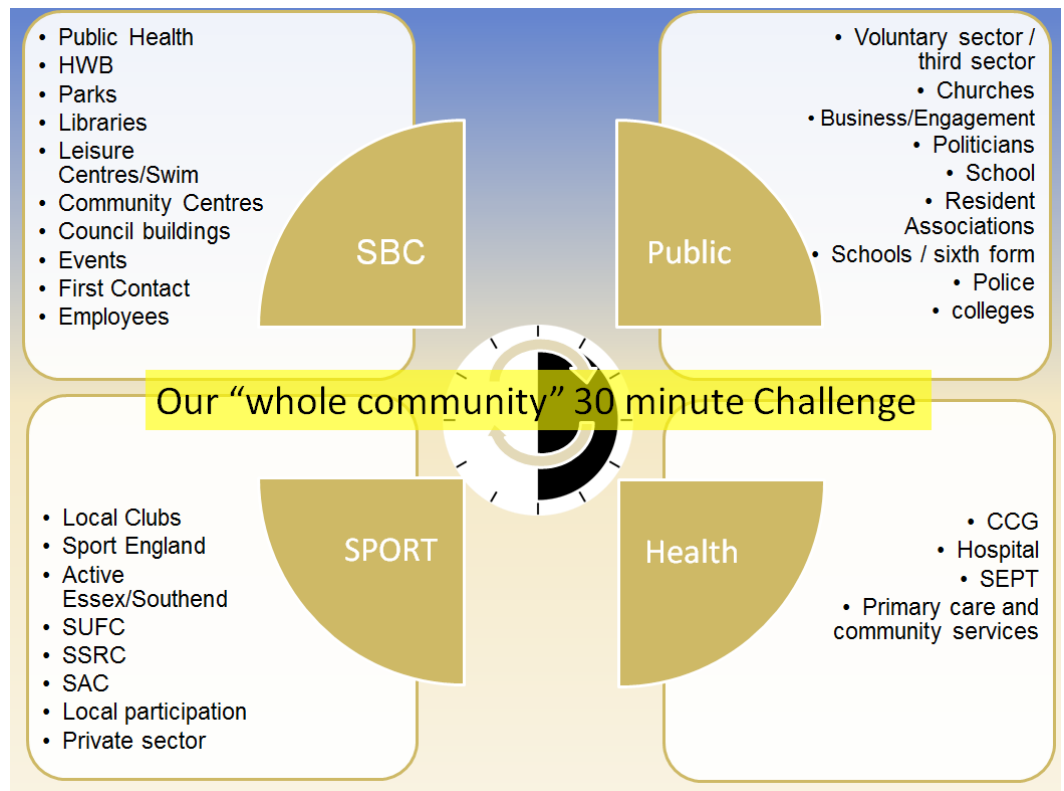 • Public Health
• HWB
• Parks
• Libraries
• Leisure
Centres/Swim
• Community Centres
• Council buildings
• Events
• First Contact
• Employees
SBC
• Voluntary sector /
third sector
• Churches
• Business/Engagement
• Politicians
• School
• Resident
Associations
• Schools / sixth form
• Police
• colleges
Public
Our “whole community” 30 minute Challenge
• Local Clubs
• Sport England
• Active
Essex/Southend
• SUFC
• SSRC
• SAC
• Local participation
• Private sector
SPORT
Health
• CCG
• Hospital
• SEPT
• Primary care and
community services